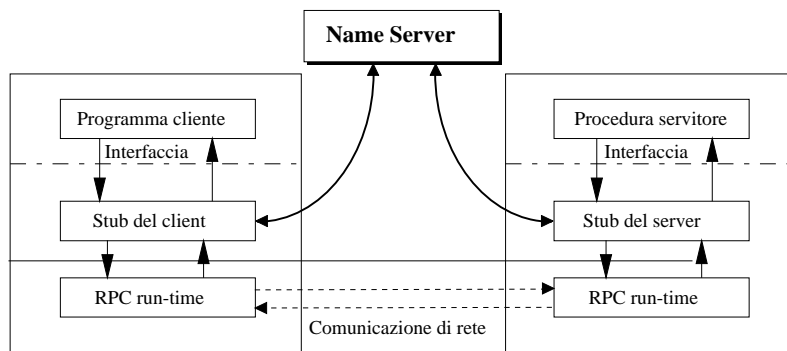 Name Server
Programma cliente
Procedura servitore
Interfaccia
Interfaccia
Stub del client
Stub del server
RPC run-time
RPC run-time
Comunicazione di rete